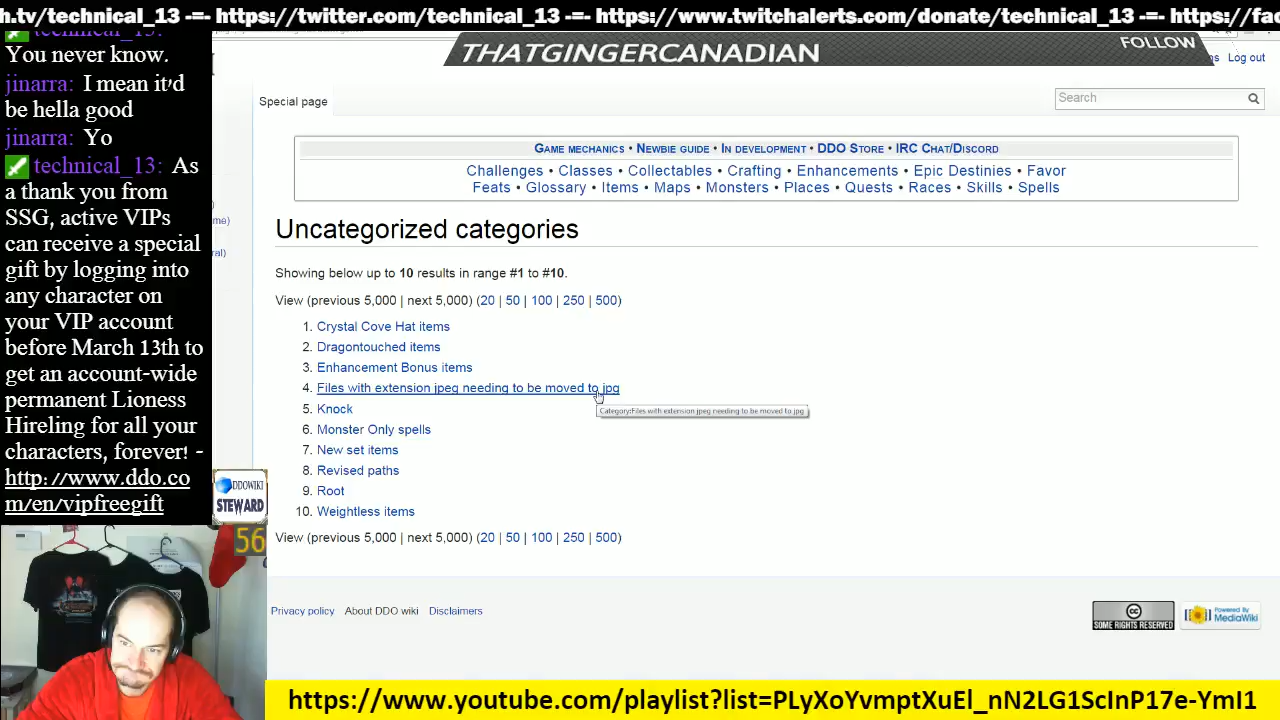 h.tv/technical_13 -=- https://twitter.com/technical_13 -=- https://www.twitchalerts.com/donate/technical_13 -=- https://fac
technical_13:
You never know.
jinarra: I mean it'd
be hella good
jinarra: Yo
technical_13: As
a thank you from
SSG, active VIPs
can receive a special
gift by logging into
any character on
your VIP account
before March 13th to
get an account-wide
permanent Lioness
Hireling for all your
characters, forever! -
http://www.ddo.co
m/en/vipfreegift
THATGINGERCANADIAN
FOLLOW
ns Log out
Special page
Search
me)
ral)
Game mechanics • Newbie guide • In development • DDO Store • IRC Chat/Discord
Challenges • Classes • Collectables • Crafting • Enhancements • Epic Destinies • Favor
Feats • Glossary • Items • Maps • Monsters • Places • Quests • Races • Skills • Spells
Uncategorized categories
Showing below up to 10 results in range #1 to #10.
View (previous 5,000 | next 5,000) (20 | 50 | 100 | 250 | 500)
1. Crystal Cove Hat items
2. Dragontouched items
3. Enhancement Bonus items
4. Files with extension jpeg needing to be moved to jpg
Category:Files with extension jpeg needing to be moved to jpg
5. Knock
6. Monster Only spells
7. New set items
8. Revised paths
9. Root
10. Weightless items
View (previous 5,000 | next 5,000) (20 | 50 | 100 | 250 | 500)
DDOWIKI
STEWARD
56
Privacy policy About DDO wiki Disclaimers
SOME RIGHTS RESERVED
Powered By
MediaWiki
https://www.youtube.com/playlist?list=PLyXoYvmptXuEl_nN2LG1ScInP17e-YmI1